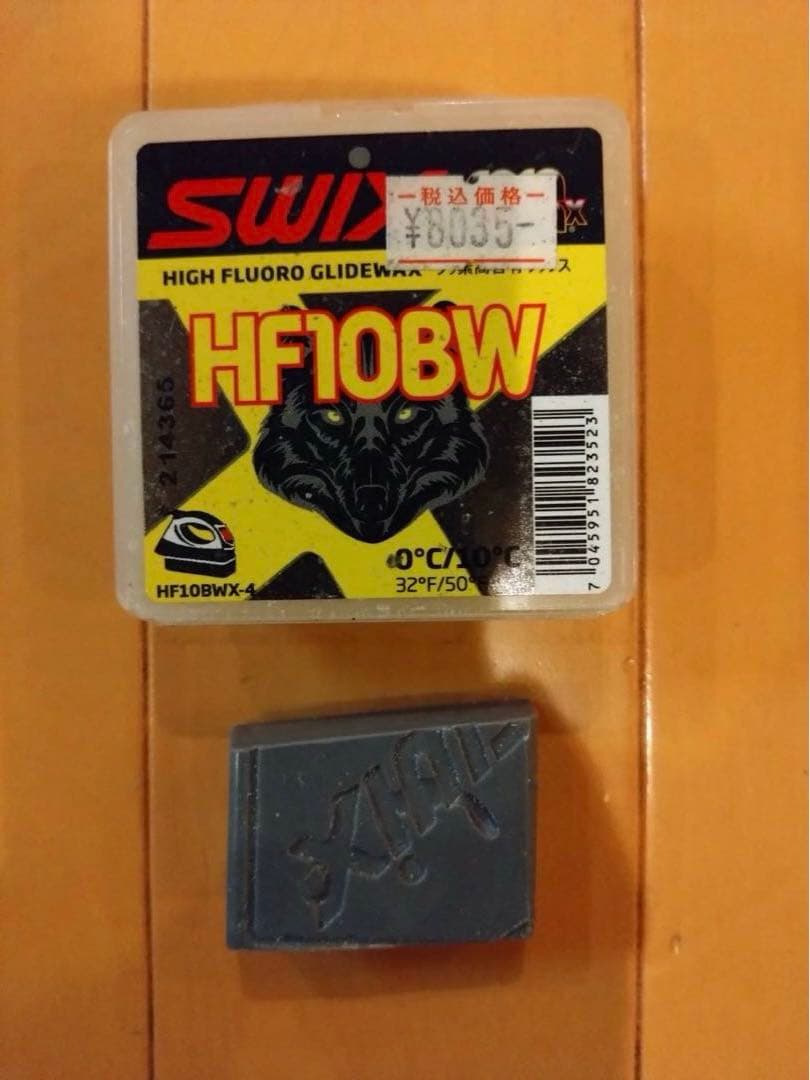 SWIX
税込価格
¥8035-
HIGH FLUORO GLIDEWAX
HF10BW
214365
0°C/10°C
32°F/50°
HF10BWX-4
7 045951 823523